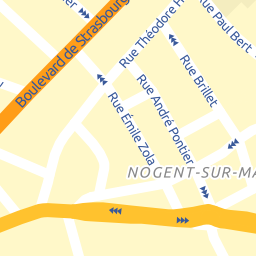 Boulevard de Strasbourg
Rue Théodore H
Rue Paul Bert
Rue Brillet
Rue André Pontier
Rue Émile Zola
NOGENT-SUR-MA